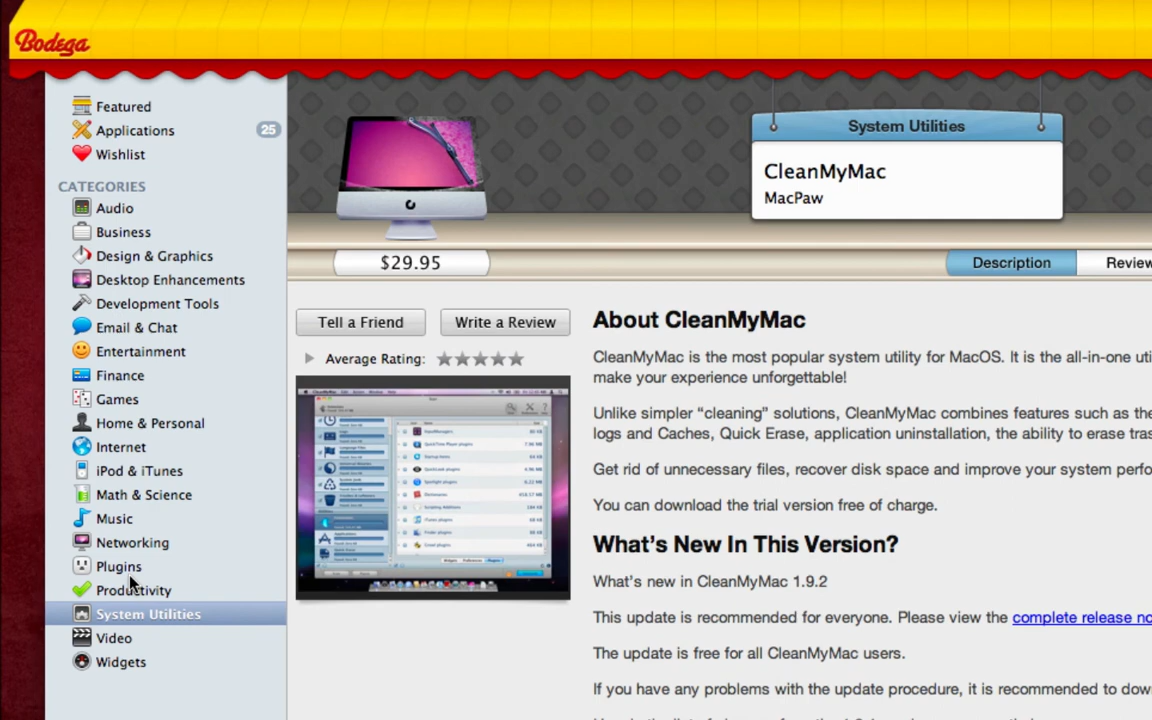 Bodega
Featured
Applications 25
Wishlist
CATEGORIES
Audio
Business
Design & Graphics
Desktop Enhancements
Development Tools
Email & Chat
Entertainment
Finance
Games
Home & Personal
Internet
iPod & iTunes
Math & Science
Music
Networking
Plugins
Productivity
System Utilities
Video
Widgets
System Utilities
CleanMyMac
MacPaw
$29.95
Description
Review
Tell a Friend
Write a Review
Average Rating:
About CleanMyMac
CleanMyMac is the most popular system utility for MacOS. It is the all-in-one uti
make your experience unforgettable!
Unlike simpler “cleaning” solutions, CleanMyMac combines features such as the
logs and Caches, Quick Erase, application uninstallation, the ability to erase tras
Get rid of unnecessary files, recover disk space and improve your system perfo
You can download the trial version free of charge.
What’s New In This Version?
What’s new in CleanMyMac 1.9.2
This update is recommended for everyone. Please view the complete release no
The update is free for all CleanMyMac users.
If you have any problems with the update procedure, it is recommended to dow